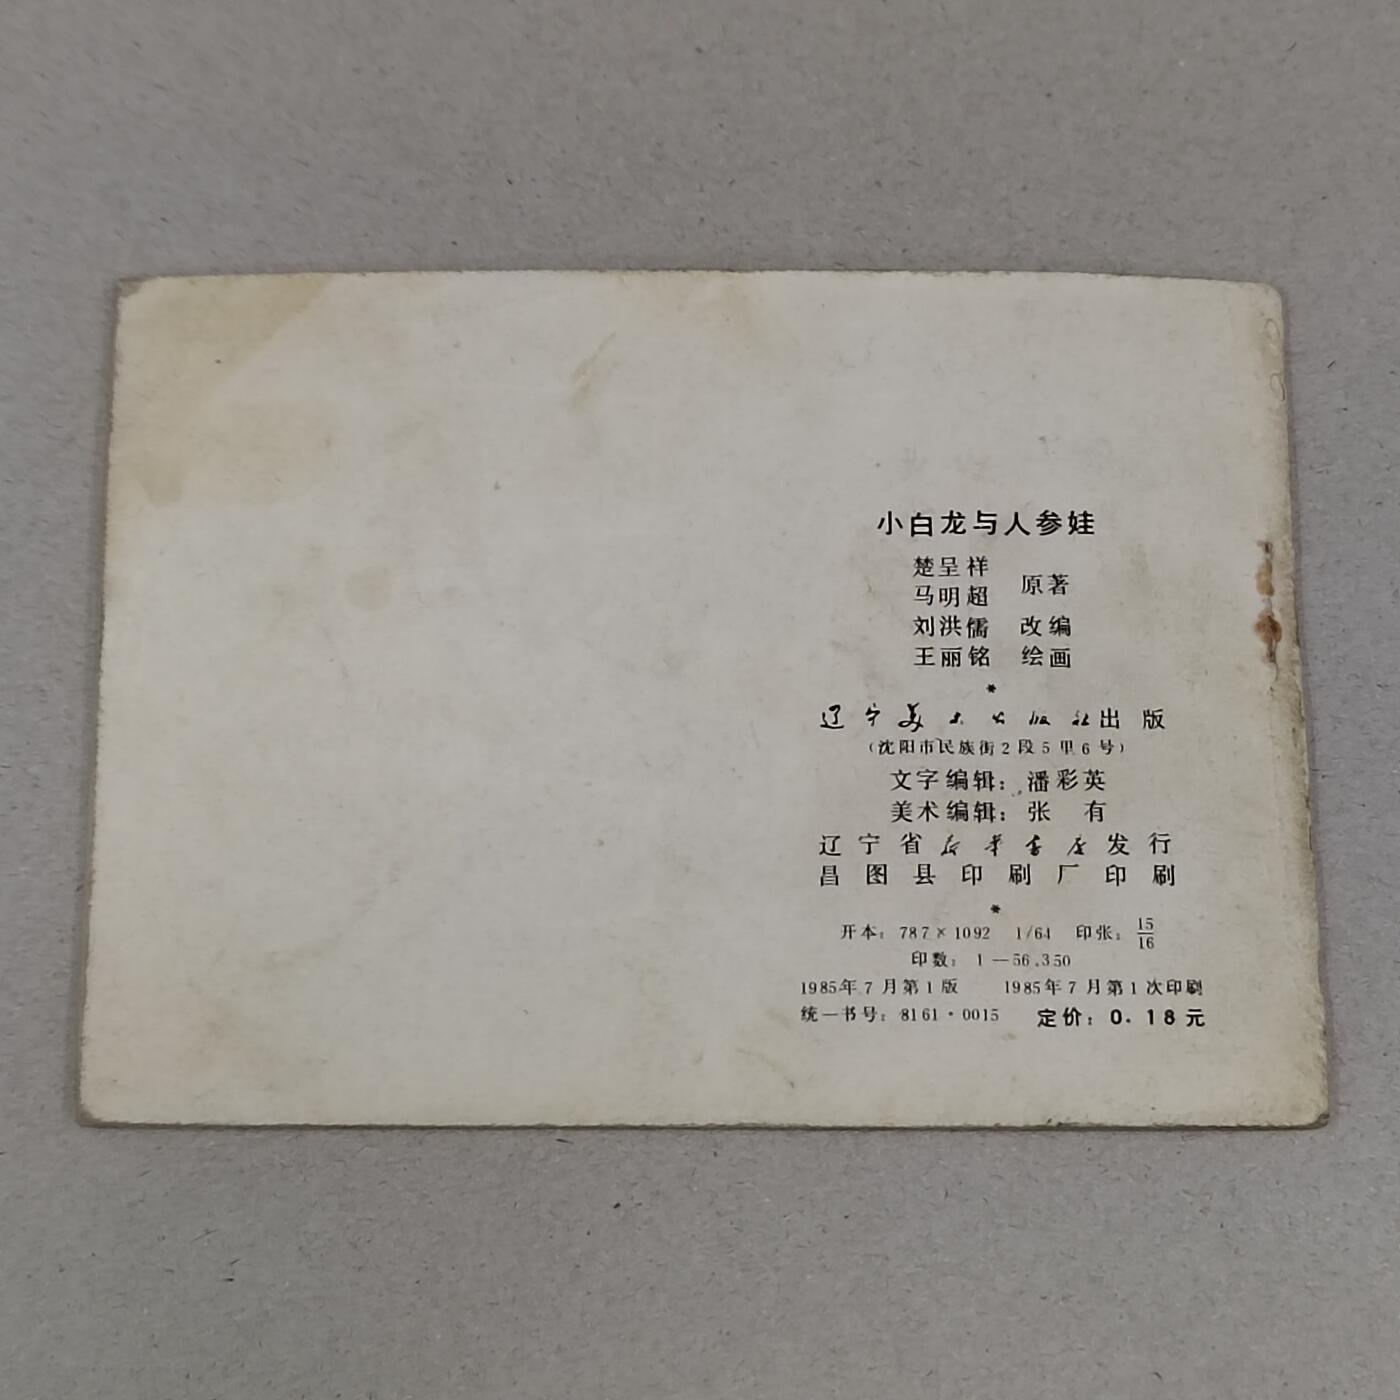 小白龙与人参娃
楚呈祥
马明超 原著
刘洪儒 改编
王丽铭 绘画
*
辽宁美术出版社出版
(沈阳市民族街2段5里6号)
文字编辑：潘彩英
美术编辑：张 有
辽宁省新华书店发行
昌图县印刷厂印刷
*
开本：787×1092 1/64 印张：15/16
印数：1—56,350
1985年7月第1版 1985年7月第1次印刷
统一书号：8161·0015 定价：0.18元